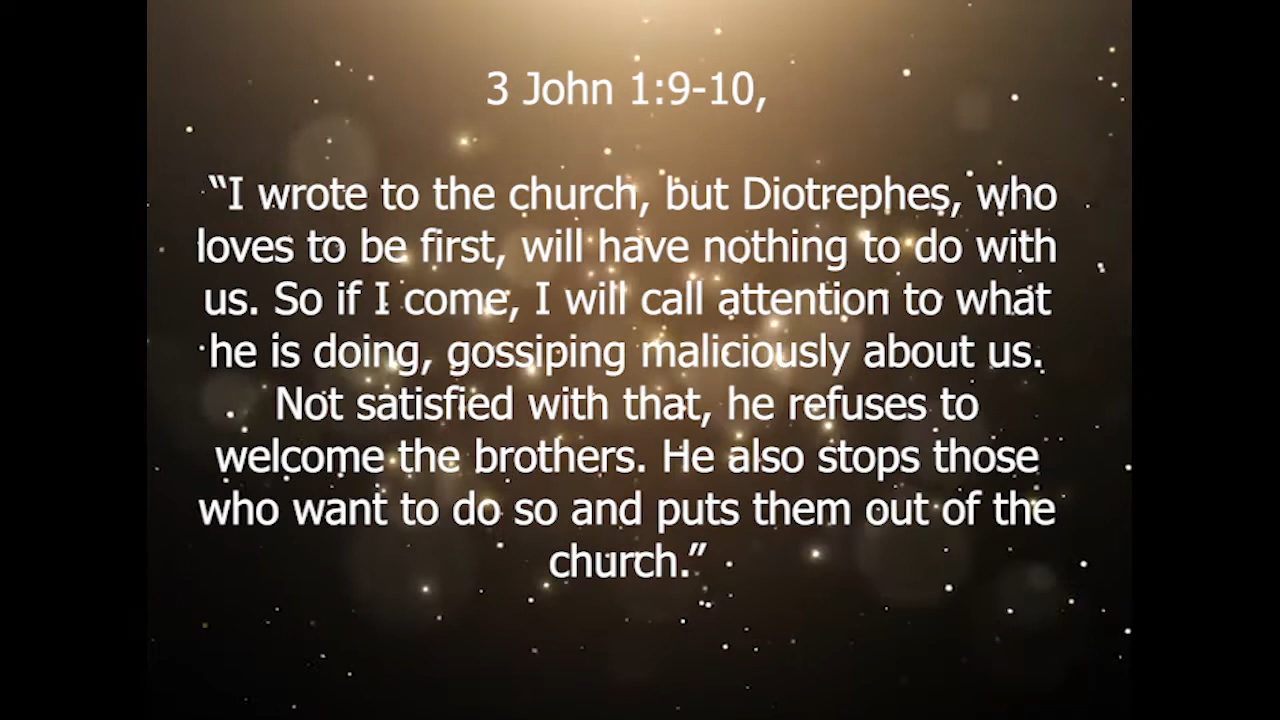 3 John 1:9-10,
“I wrote to the church, but Diotrephes, who
loves to be first, will have nothing to do with
us. So if I come, I will call attention to what
he is doing, gossiping maliciously about us.
Not satisfied with that, he refuses to
welcome the brothers. He also stops those
who want to do so and puts them out of the
church.”